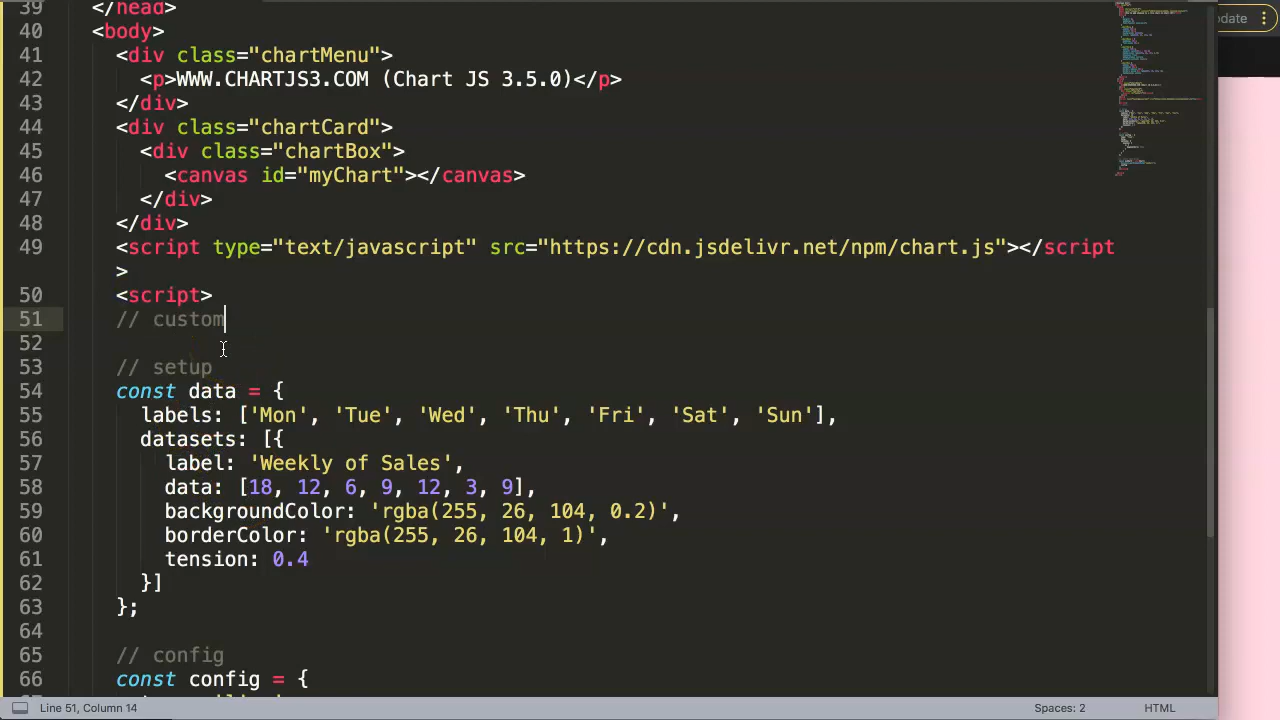 39 </head>
date
40 <body>
41 <div class="chartMenu">
42 <p>WWW.CHARTJS3.COM (Chart JS 3.5.0)</p>
43 </div>
44 <div class="chartCard">
45 <div class="chartBox">
46 <canvas id="myChart"></canvas>
47 </div>
48 </div>
49 <script type="text/javascript" src="https://cdn.jsdelivr.net/npm/chart.js"></script
>
50 <script>
51 // custom
52
53 // setup
54 const data = {
55 labels: ['Mon', 'Tue', 'Wed', 'Thu', 'Fri', 'Sat', 'Sun'],
56 datasets: [{
57 label: 'Weekly of Sales',
58 data: [18, 12, 6, 9, 12, 3, 9],
59 backgroundColor: 'rgba(255, 26, 104, 0.2)',
60 borderColor: 'rgba(255, 26, 104, 1)',
61 tension: 0.4
62 }]
63 };
64
65 // config
66 const config = {
Line 51, Column 14
Spaces: 2
HTML